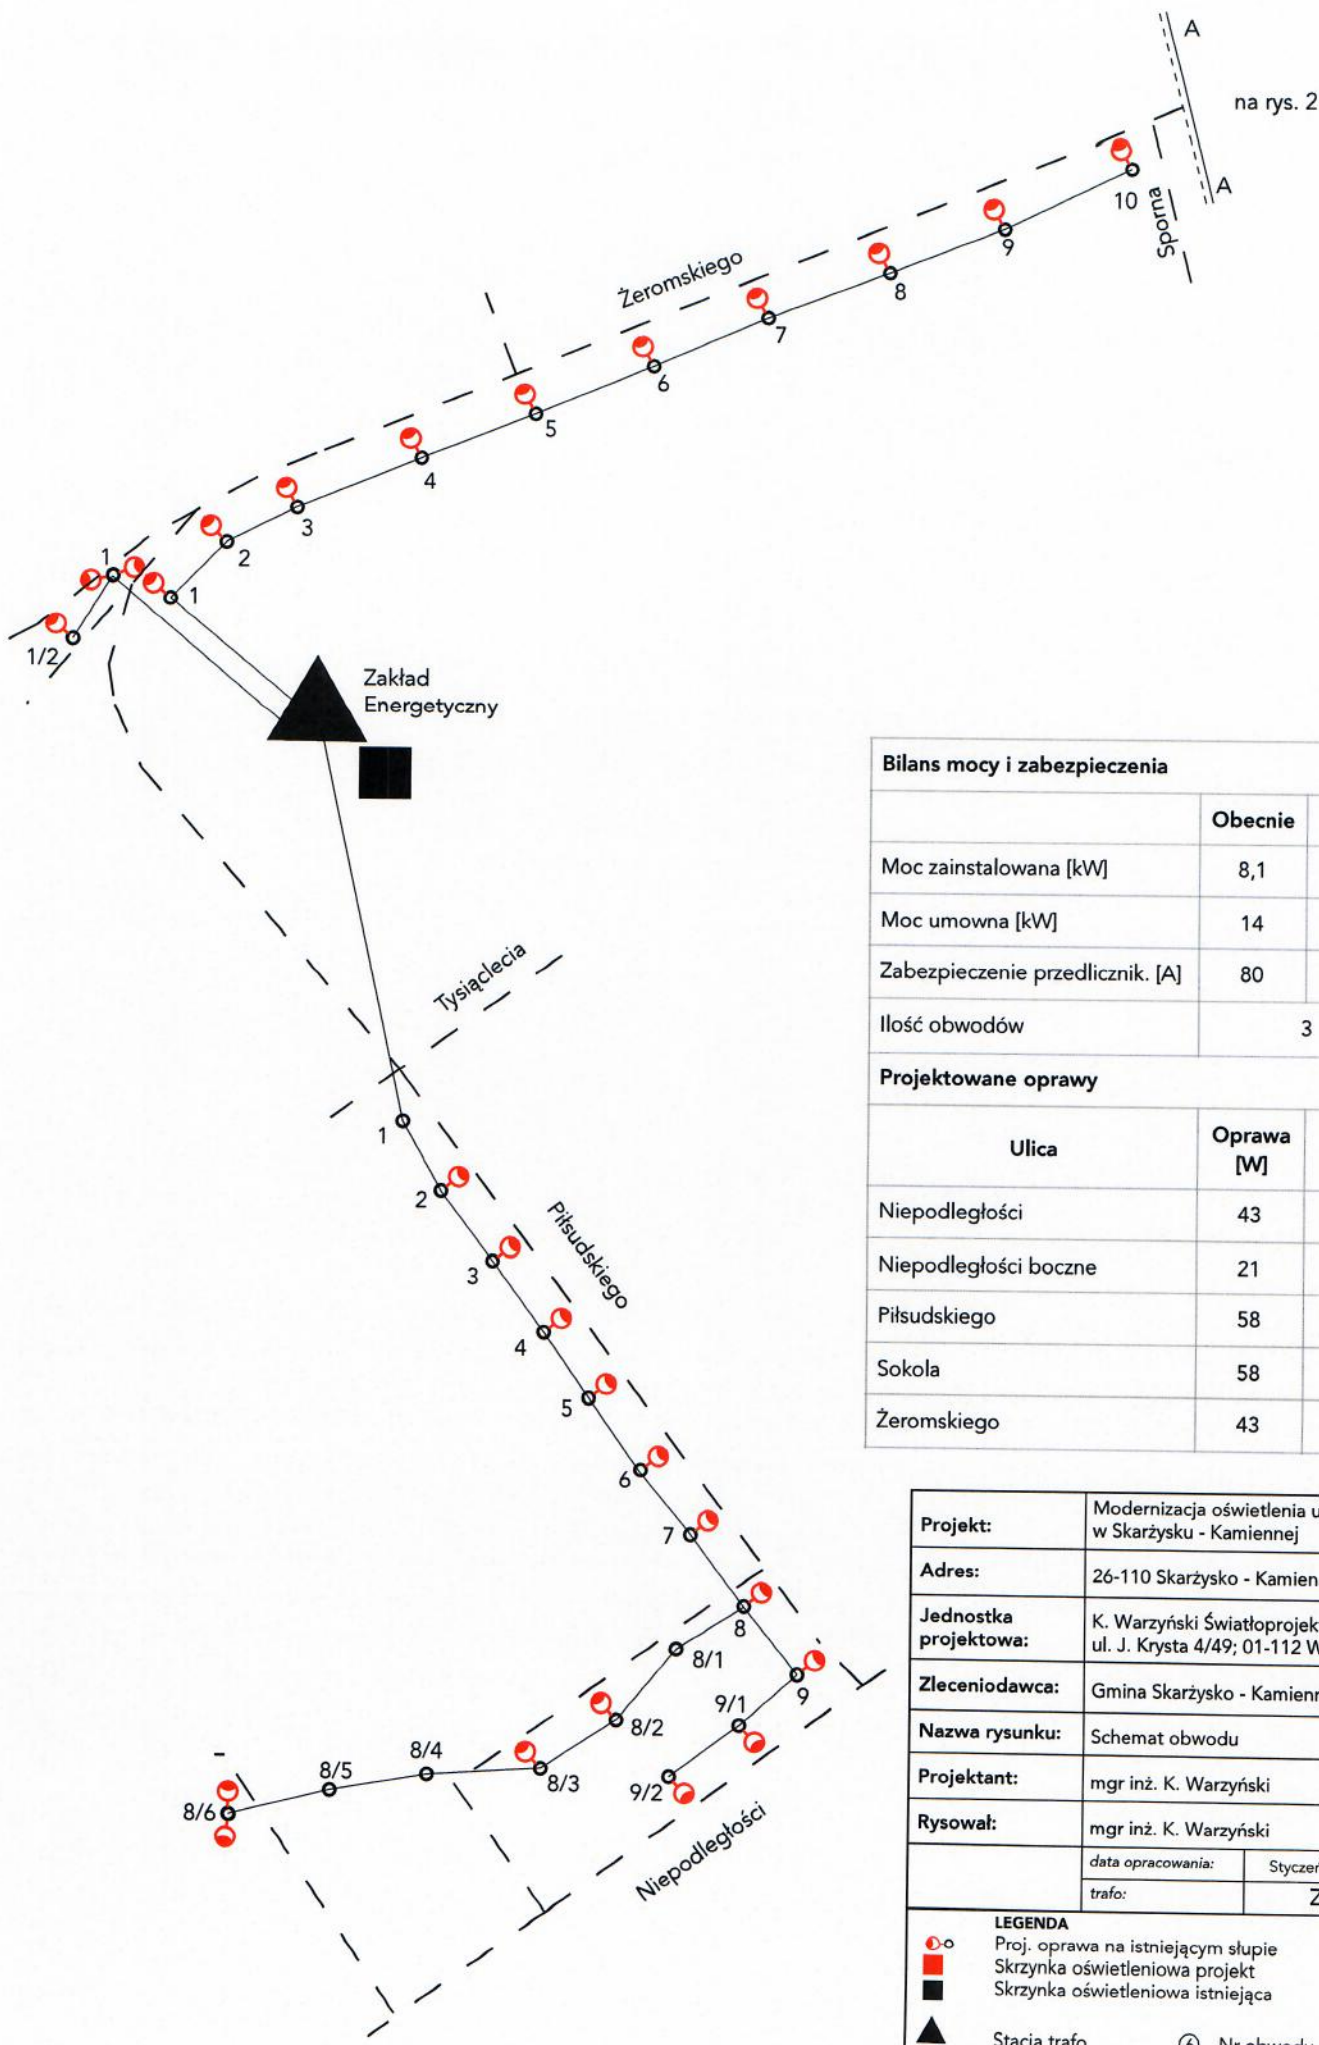 A
na rys. 2
A
10
Sporna
9
8
Żeromskiego
7
6
5
4
3
2
1
1
1/2
Zakład
Energetyczny
Tysiąclecia
1
2
Piłsudskiego
3
4
5
6
7
8
8/1
9
9/1
8/2
8/4
8/5
8/3
9/2
8/6
Niepodległości
Bilans mocy i zabezpieczenia
Obecnie
Moc zainstalowana [kW] 8,1
Moc umowna [kW] 14
Zabezpieczenie przedlicznik. [A] 80
Ilość obwodów 3
Projektowane oprawy
Ulica Oprawa
[W]
Niepodległości 43
Niepodległości boczne 21
Piłsudskiego 58
Sokola 58
Żeromskiego 43
Projekt: Modernizacja oświetlenia u
w Skarżysku - Kamiennej
Adres: 26-110 Skarżysko - Kamien
Jednostka
projektowa:
K. Warzyński Światłoprojek
ul. J. Krysta 4/49; 01-112 W
Zleceniodawca: Gmina Skarżysko - Kamienn
Nazwa rysunku: Schemat obwodu
Projektant: mgr inż. K. Warzyński
Rysował: mgr inż. K. Warzyński
data opracowania: Styczeń
trafo: Z
LEGENDA
Proj. oprawa na istniejącym słupie
Skrzynka oświetleniowa projekt
Skrzynka oświetleniowa istniejąca
Stacja trafo 6 Nr obwodu